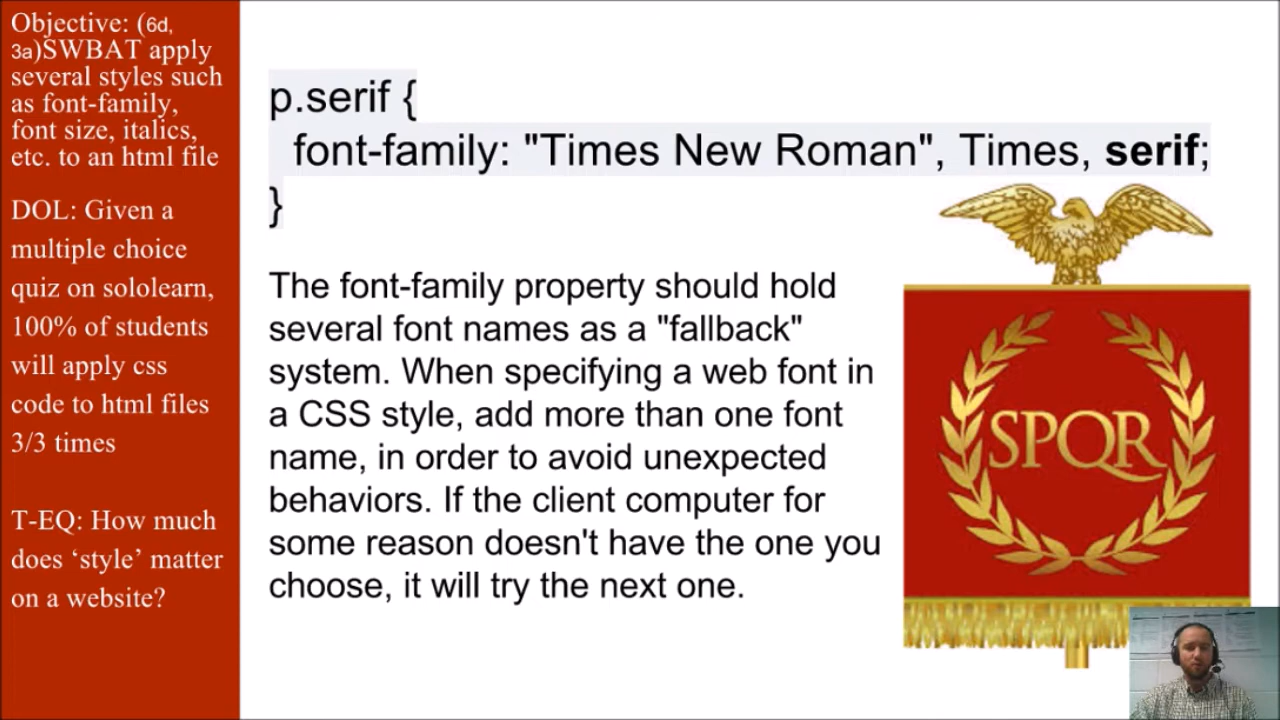 Objective: (6d,
3a)SWBAT apply
several styles such
as font-family,
font size, italics,
etc. to an html file
DOL: Given a
multiple choice
quiz on sololearn,
100% of students
will apply css
code to html files
3/3 times
T-EQ: How much
does ‘style’ matter
on a website?
p.serif {
font-family: "Times New Roman", Times, serif;
}
The font-family property should hold
several font names as a "fallback"
system. When specifying a web font in
a CSS style, add more than one font
name, in order to avoid unexpected
behaviors. If the client computer for
some reason doesn't have the one you
choose, it will try the next one.
SPQR